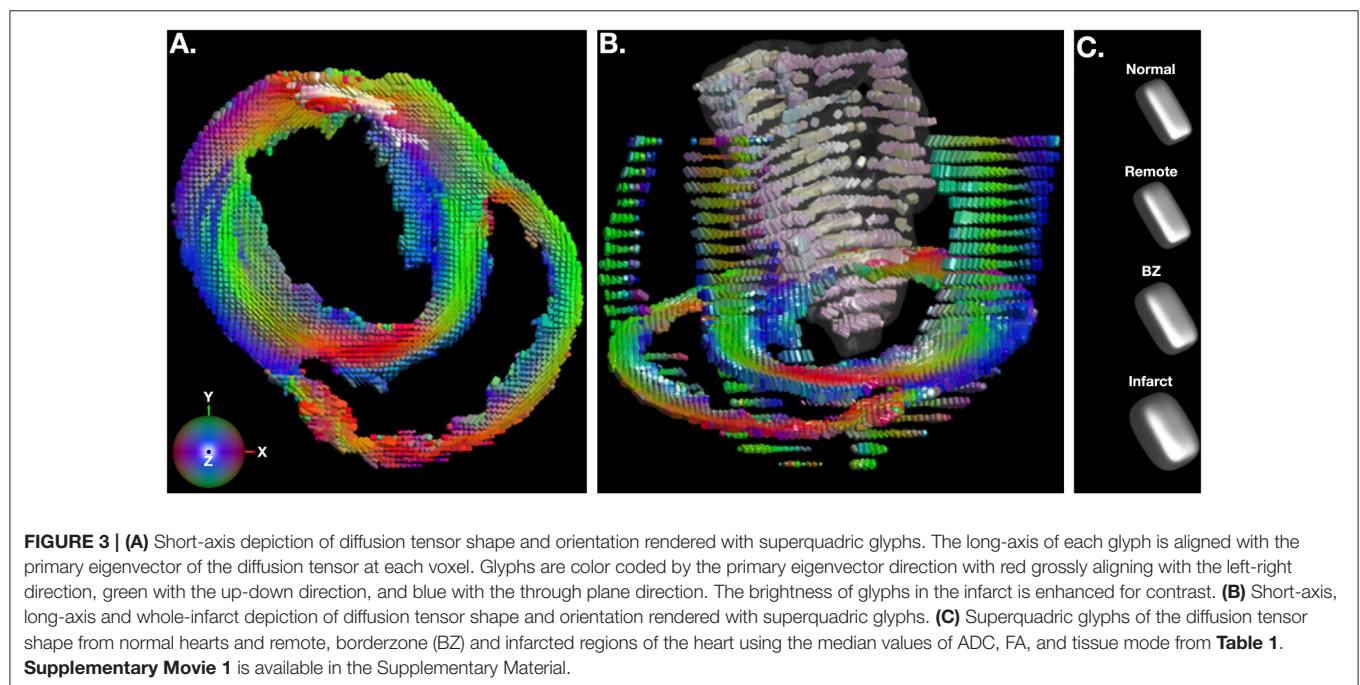 A.
B.
C.
Normal
Remote
BZ
Infarct
Y
X
Z
FIGURE 3 | (A) Short-axis depiction of diffusion tensor shape and orientation rendered with superquadric glyphs. The long-axis of each glyph is aligned with the
primary eigenvector of the diffusion tensor at each voxel. Glyphs are color coded by the primary eigenvector direction with red grossly aligning with the left-right
direction, green with the up-down direction, and blue with the through plane direction. The brightness of glyphs in the infarct is enhanced for contrast. (B) Short-axis,
long-axis and whole-infarct depiction of diffusion tensor shape and orientation rendered with superquadric glyphs. (C) Superquadric glyphs of the diffusion tensor
shape from normal hearts and remote, borderzone (BZ) and infarcted regions of the heart using the median values of ADC, FA, and tissue mode from Table 1.
Supplementary Movie 1 is available in the Supplementary Material.